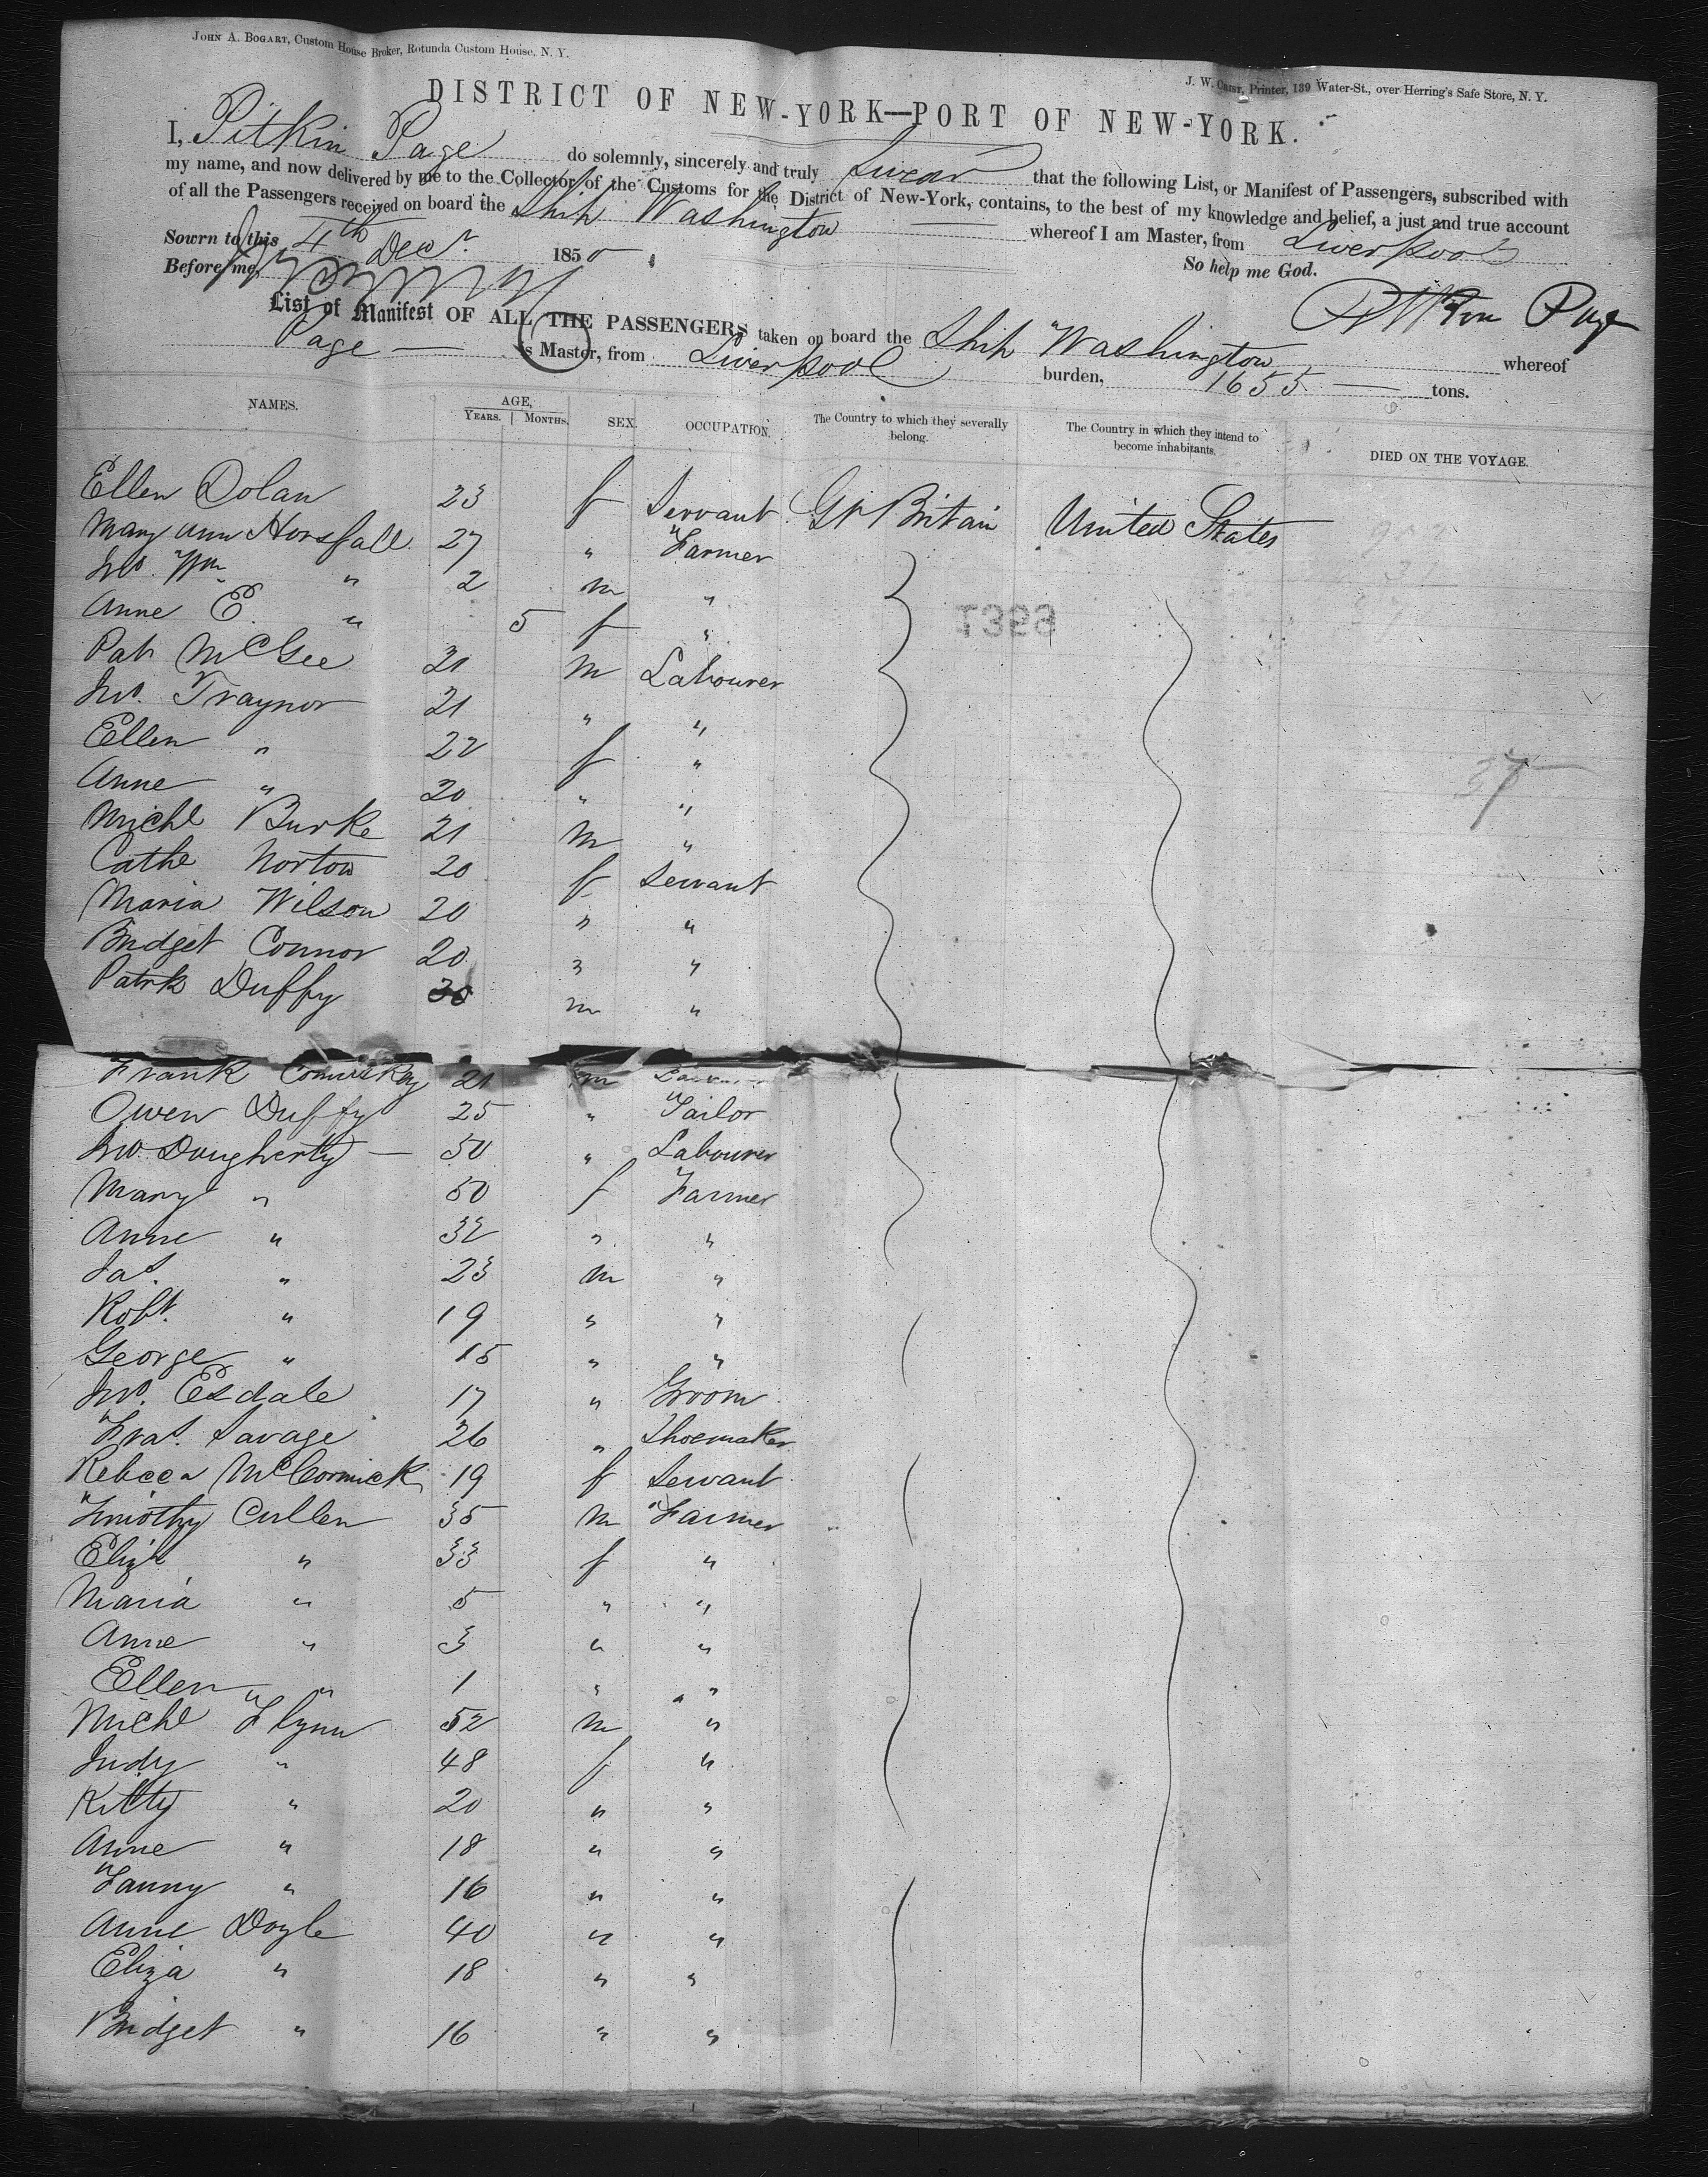 JOHN A. BOGART, Custom House Broker, Rotunda Custom House, N. Y.
J. W. Printer, 139 Water-St., over Herring's Safe Store, N. Y.
DISTRICT OF NEW-YORK—PORT OF NEW-YORK.
I, Pitkin Page do solemnly, sincerely and truly Swear that the following List, or Manifest of Passengers, subscribed with
my name, and now delivered by me to the Collector of the Customs for the District of New-York, contains, to the best of my knowledge and belief, a just and true account
of all the Passengers received on board the Ship Washington whereof I am Master, from Liverpool
Sowrn to this 4th Decr. 1850 So help me God.
Before me, Pitkin Page
List of Manifest OF ALL THE PASSENGERS taken on board the Ship Washington whereof
Page is Master, from Liverpool burden, 1655 tons.
NAMES. AGE, YEARS. | MONTHS. SEX. OCCUPATION. The Country to which they severally belong. The Country in which they intend to become inhabitants. DIED ON THE VOYAGE.
Ellen Dolan 23 f Servant Gt Britain United States
Mary Ann Horsfall 27 " Farmer
Jno. Wm " 2 m "
Anne E. " 5 f "
Pat McGee 21 m Labourer
Jno. Traynor 21 " "
Ellen " 22 f "
Anne " 20 " "
Michl Burke 21 m "
Cathe Norton 20 f Servant
Maria Wilson 20 " "
Bridget Connor 20 " "
Patrk Duffy m "
Frank Comiskey 21 m
Owen Duffy 25 " Tailor
Jno Dougherty — 50 " Labourer
Mary " 50 f Farmer
Anne " 32 " "
Jas. " 23 m "
Robt. " 19 " "
George " 15 " "
Jno. Esdale 17 " Groom
Fras. Savage 26 " Shoemaker
Rebcca McCormick 19 f Servant
Timothy Cullen 35 m Farmer
Eliza " 33 f "
Maria " 5 " "
Anne " 3 " "
Ellen " 1 " "
Michl Flynn 52 m "
Judy " 48 f "
Kitty " 20 " "
Anne " 18 " "
Fanny " 16 " "
Anne Doyle 40 " "
Eliza " 18 " "
Bridget " 16 " "